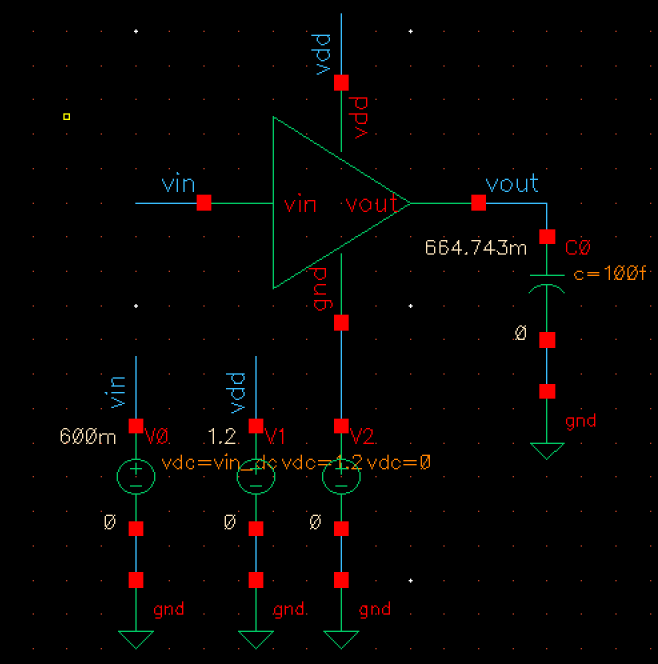 vdd
vdd
vin
vin
vout
vout
664.743m
C0
c=100f
gnd
0
vin
vdd
gnd
600m
V0
1.2
V1
V2
vdc=vin_dc
vdc=1.2
vdc=0
0
0
0
gnd
gnd
gnd